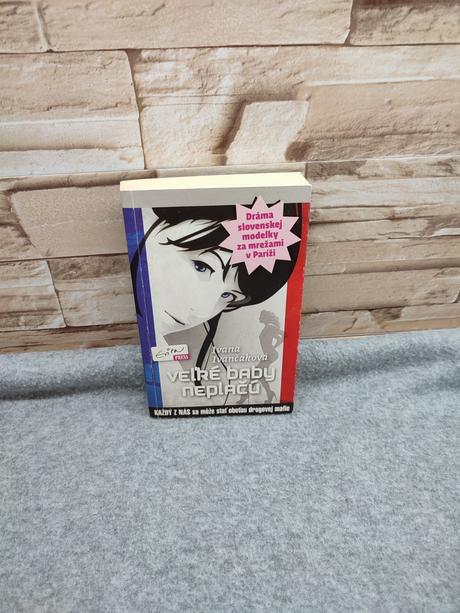 Dráma
slovenskej
modelky
za mrežami
v Paríži
Evita
PRESS
Ivana
Ivančáková
Veľké baby
neplačú
KAŽDÝ Z NÁS sa môže stať obeťou drogovej mafie